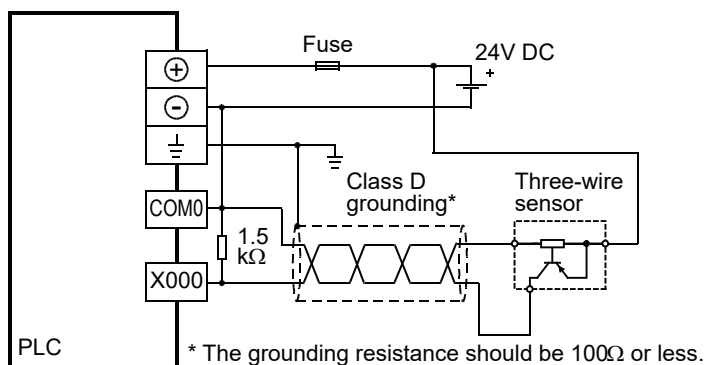 Fuse
24V DC
+
+
-
Class D
grounding*
Three-wire
sensor
COM0
1.5
kΩ
X000
PLC
* The grounding resistance should be 100Ω or less.